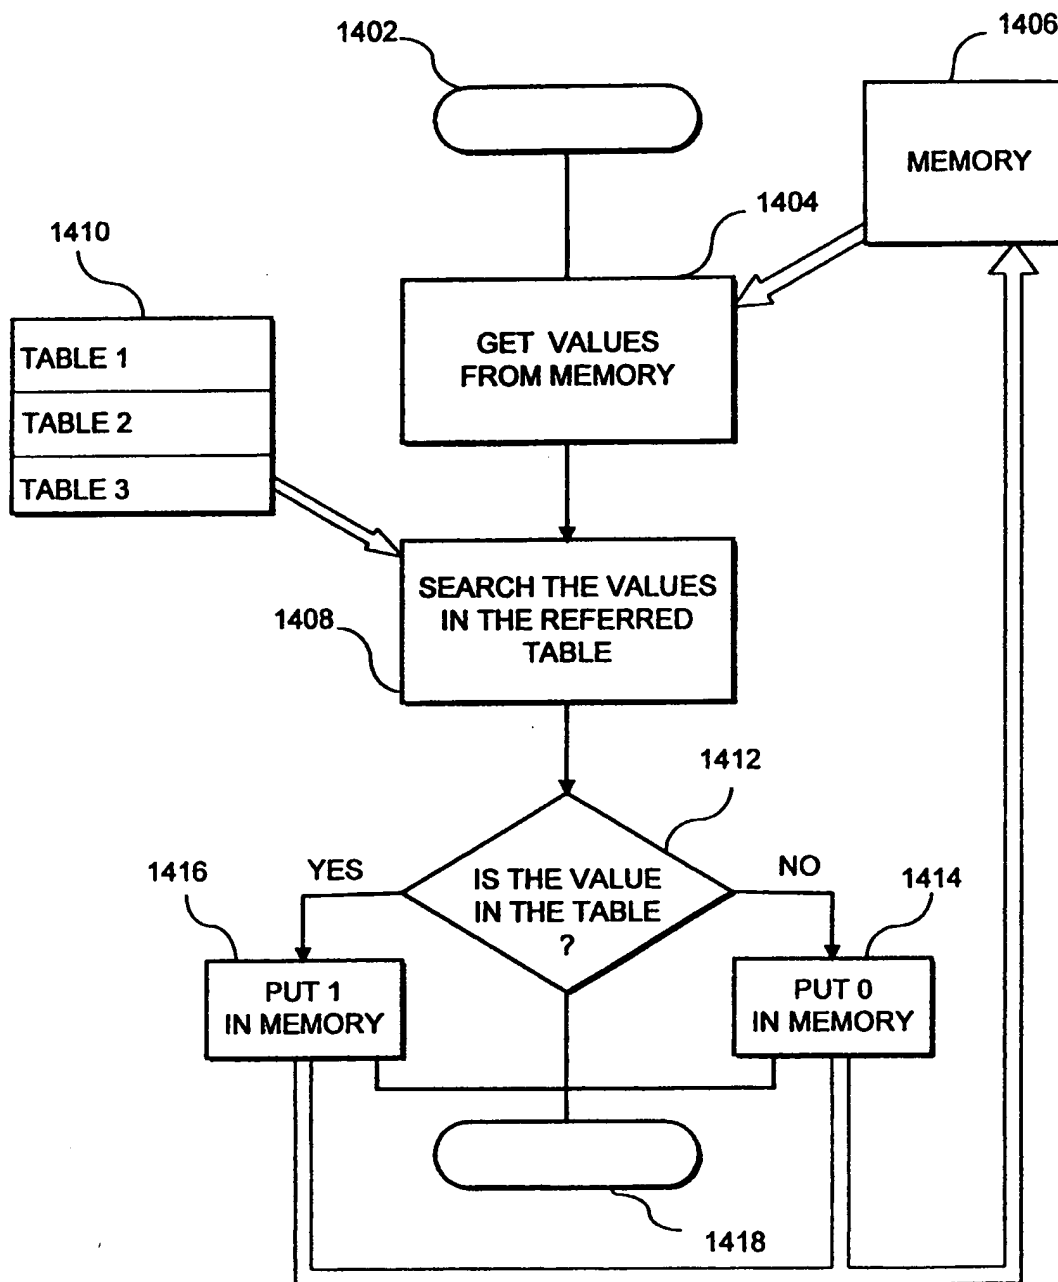 1402
1406
MEMORY
1404
1410
GET VALUES
FROM MEMORY
TABLE 1
TABLE 2
TABLE 3
SEARCH THE VALUES
IN THE REFERRED
TABLE
1408
1412
YES
NO
1416
1414
IS THE VALUE
IN THE TABLE
?
PUT 1
IN MEMORY
PUT 0
IN MEMORY
1418